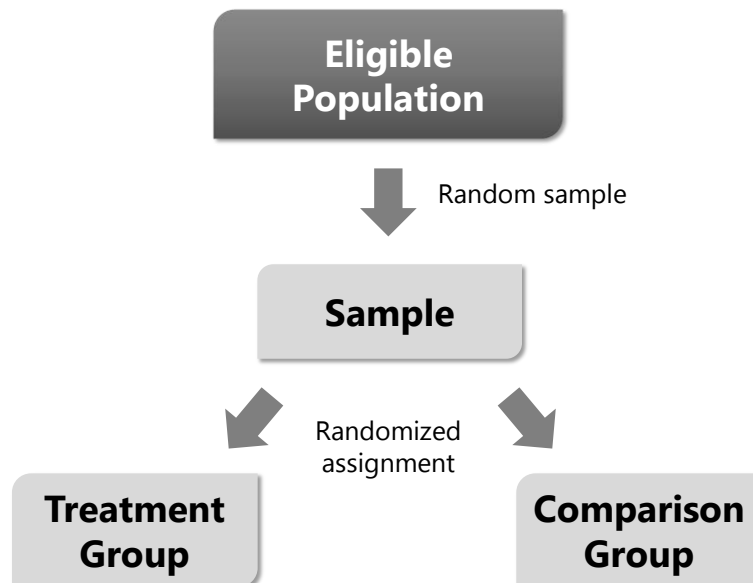 Eligible
Population
Random sample
Sample
Randomized
assignment
Treatment
Group
Comparison
Group